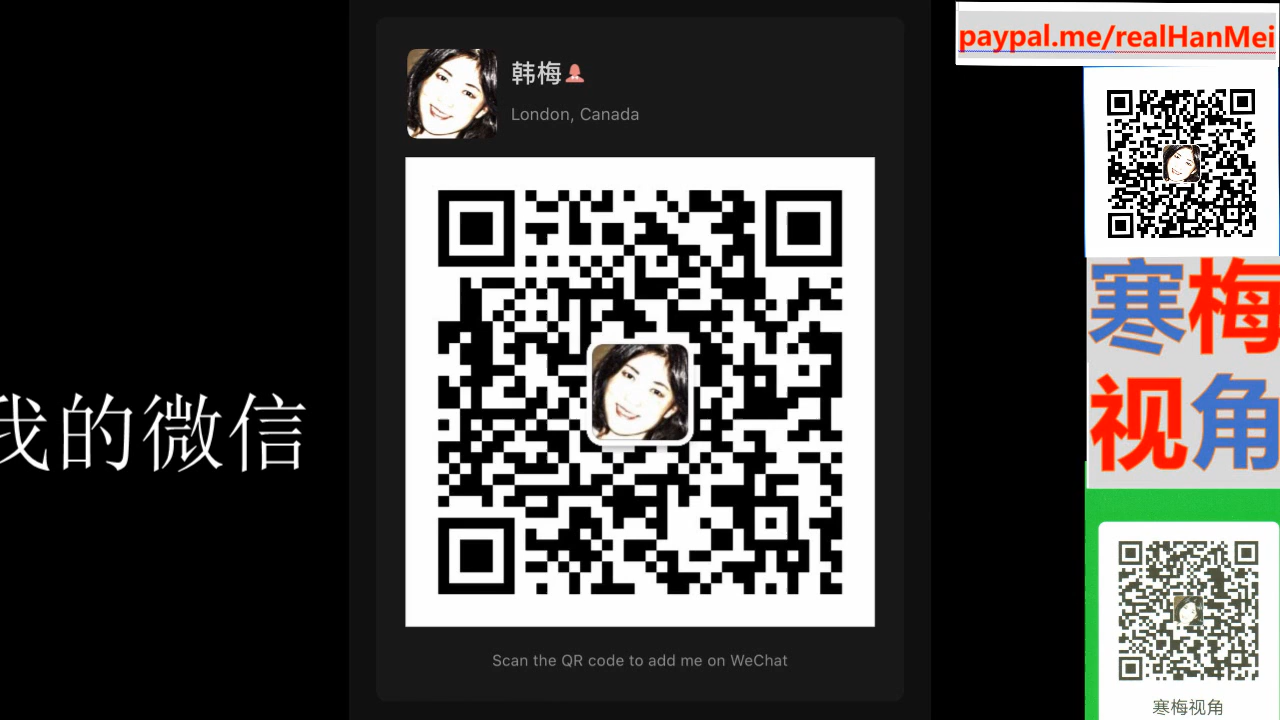 韩梅
London, Canada
我的微信
Scan the QR code to add me on WeChat
paypal.me/realHanMei
寒梅
视角
寒梅视角